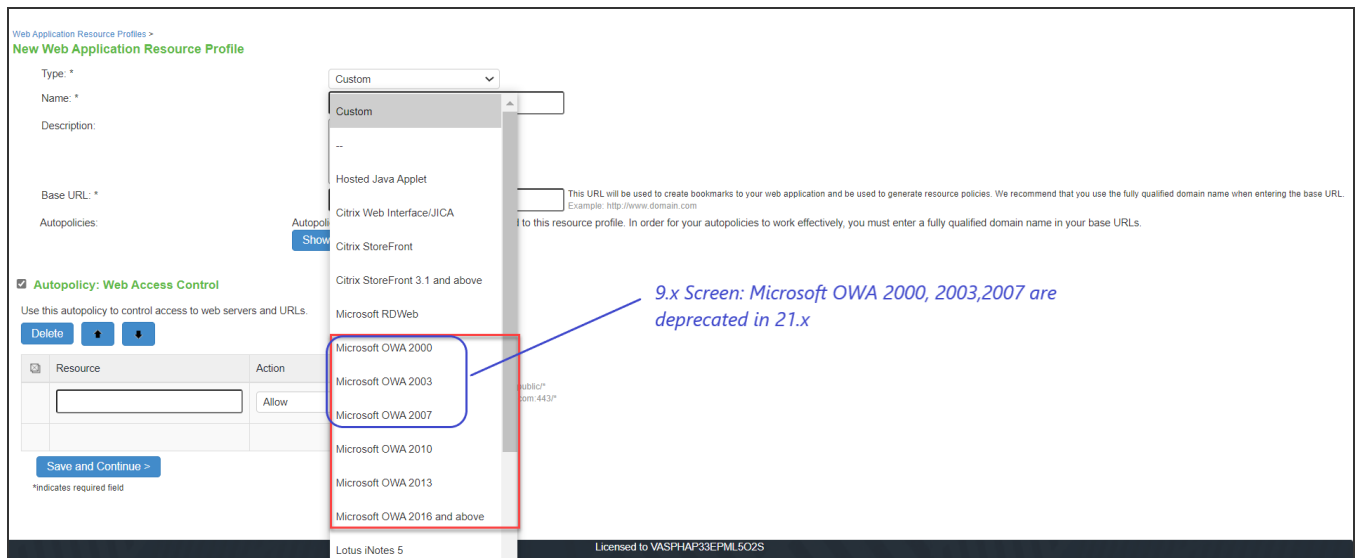 Web Application Resource Profiles >
New Web Application Resource Profile
Type: *
Custom
Name: *
Custom
Description:
--
Hosted Java Applet
Base URL: *
This URL will be used to create bookmarks to your web application and be used to generate resource policies. We recommend that you use the fully qualified domain name when entering the base URL.
Example: http://www.domain.com
Citrix Web Interface/JICA
Autopolicies:
to this resource profile. In order for your autopolicies to work effectively, you must enter a fully qualified domain name in your base URLs.
Show
Citrix StoreFront
Citrix StoreFront 3.1 and above
Autopolicy: Web Access Control
9.x Screen: Microsoft OWA 2000, 2003,2007 are
deprecated in 21.x
Use this autopolicy to control access to web servers and URLs.
Microsoft RDWeb
Delete
Microsoft OWA 2000
Resource Action
Microsoft OWA 2003
Allow
Microsoft OWA 2007
Microsoft OWA 2010
Save and Continue >
Microsoft OWA 2013
*indicates required field
Microsoft OWA 2016 and above
Lotus iNotes 5
Licensed to VASPHAP33EPML5O2S